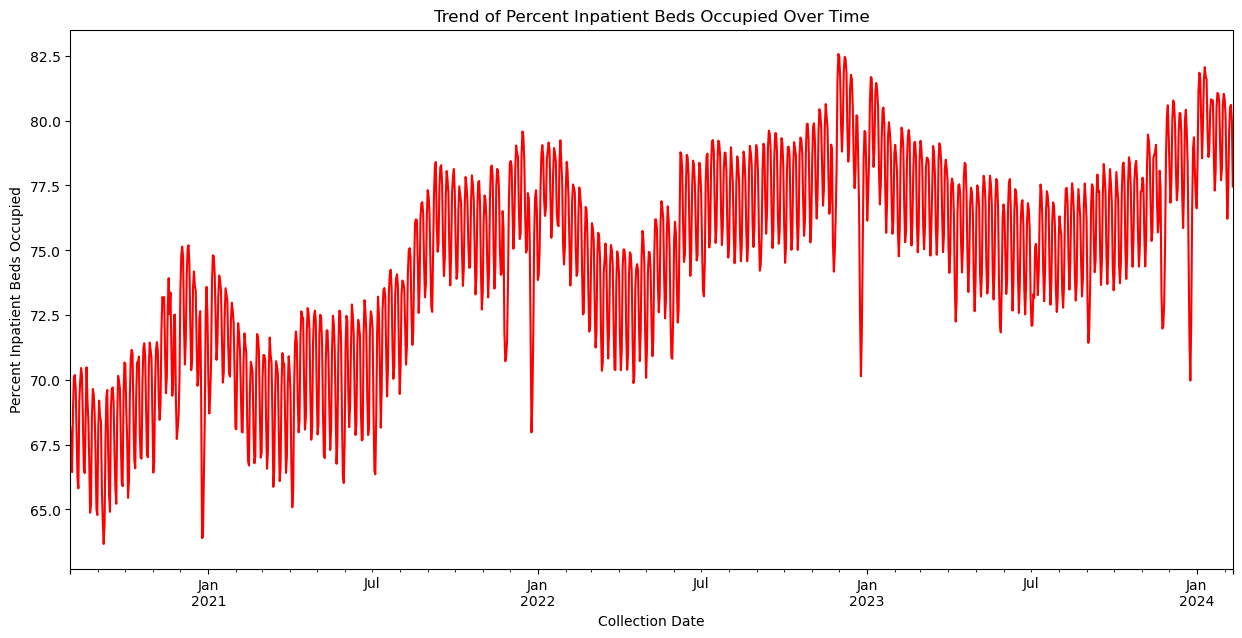 Trend of Percent Inpatient Beds Occupied Over Time
Percent Inpatient Beds Occupied
82.5
80.0
77.5
75.0
72.5
70.0
67.5
65.0
Jan
2021
Jul
Jan
2022
Jul
Jan
2023
Jul
Jan
2024
Collection Date